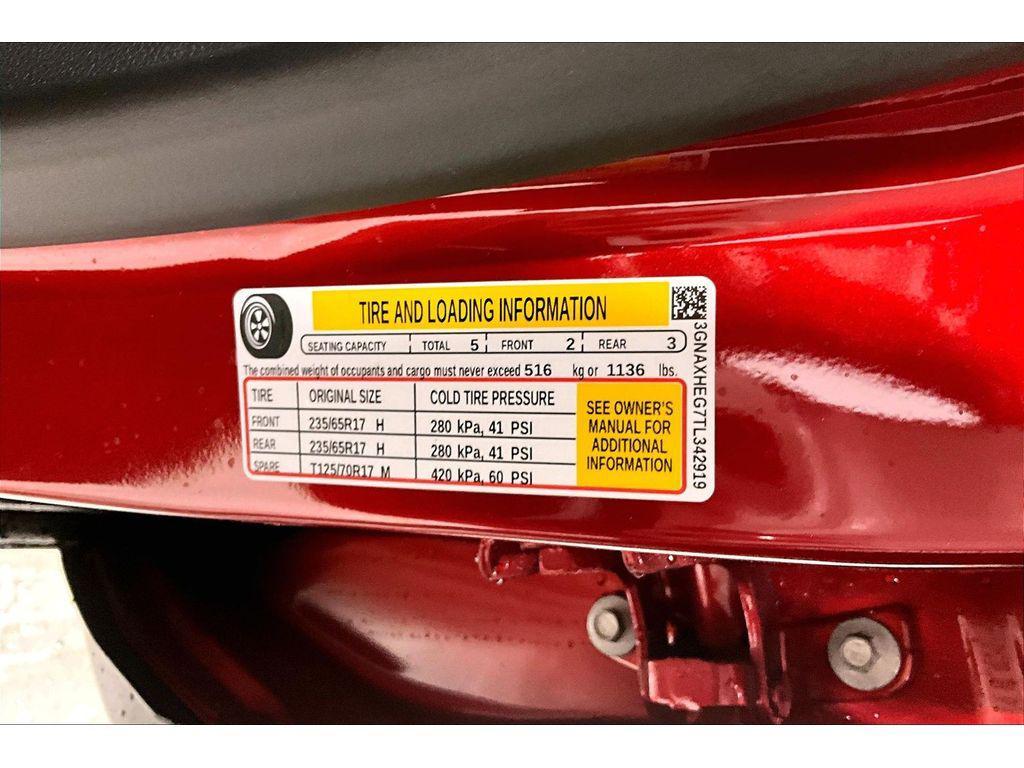 TIRE AND LOADING INFORMATION
SEATING CAPACITY TOTAL 5 FRONT 2 REAR 3
The combined weight of occupants and cargo must never exceed 516 kg or 1136 lbs.
TIRE ORIGINAL SIZE COLD TIRE PRESSURE
FRONT 235/65R17 H 280 kPa, 41 PSI
REAR 235/65R17 H 280 kPa, 41 PSI
SPARE T125/70R17 M 420 kPa, 60 PSI
SEE OWNER'S
MANUAL FOR
ADDITIONAL
INFORMATION
3GNAXHEG7TL342919